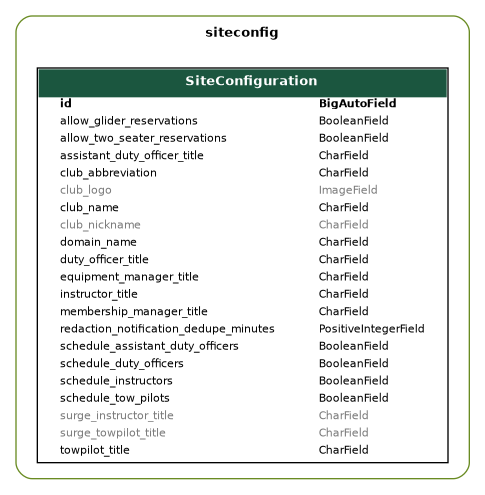 siteconfig
SiteConfiguration
id BigAutoField
allow_glider_reservations BooleanField
allow_two_seater_reservations BooleanField
assistant_duty_officer_title CharField
club_abbreviation CharField
club_logo ImageField
club_name CharField
club_nickname CharField
domain_name CharField
duty_officer_title CharField
equipment_manager_title CharField
instructor_title CharField
membership_manager_title CharField
redaction_notification_dedupe_minutes PositiveIntegerField
schedule_assistant_duty_officers BooleanField
schedule_duty_officers BooleanField
schedule_instructors BooleanField
schedule_tow_pilots BooleanField
surge_instructor_title CharField
surge_towpilot_title CharField
towpilot_title CharField